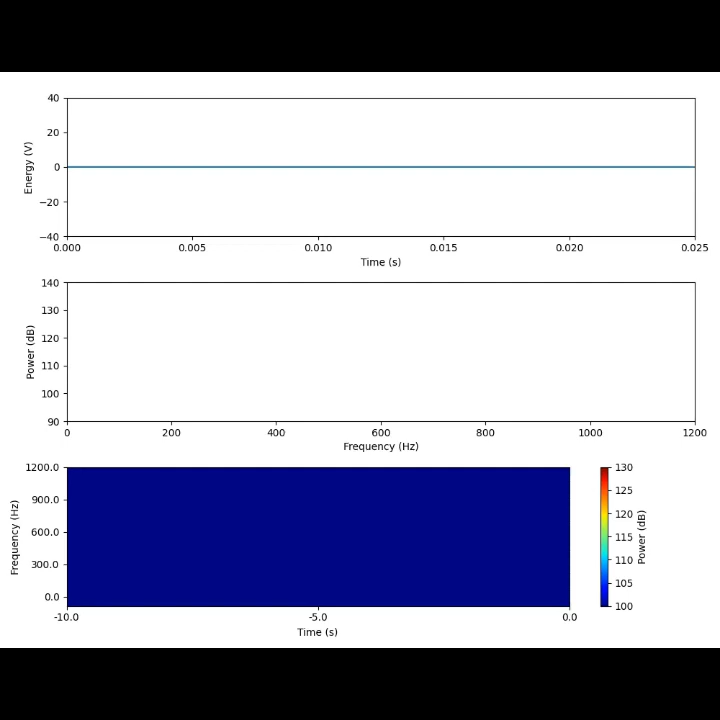 40
20
0
−20
−40
Energy (V)
0.000 0.005 0.010 0.015 0.020 0.025
Time (s)
140
130
120
110
100
90
Power (dB)
0 200 400 600 800 1000 1200
Frequency (Hz)
1200.0
900.0
600.0
300.0
0.0
Frequency (Hz)
-10.0 -5.0 0.0
Time (s)
130
125
120
115
110
105
100
Power (dB)